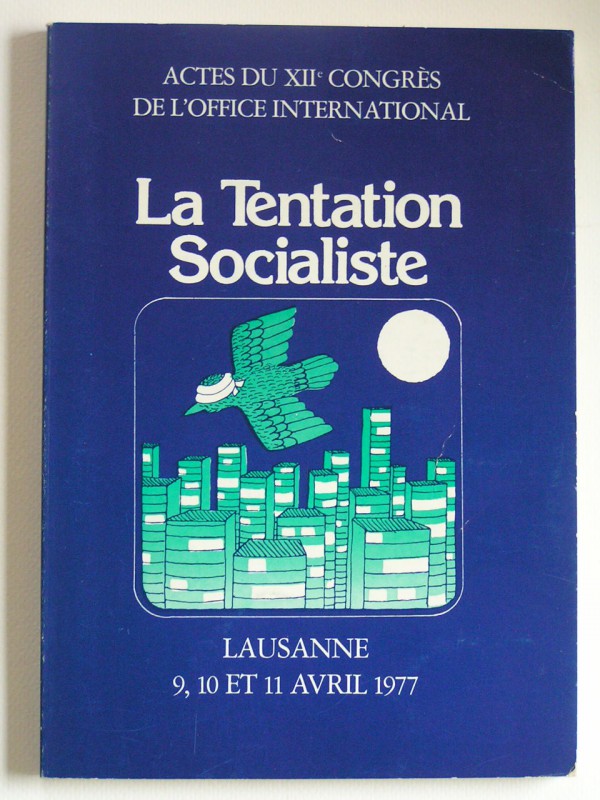 ACTES DU XIIᵉ CONGRÈS
DE L'OFFICE INTERNATIONAL
La Tentation
Socialiste
LAUSANNE
9, 10 ET 11 AVRIL 1977